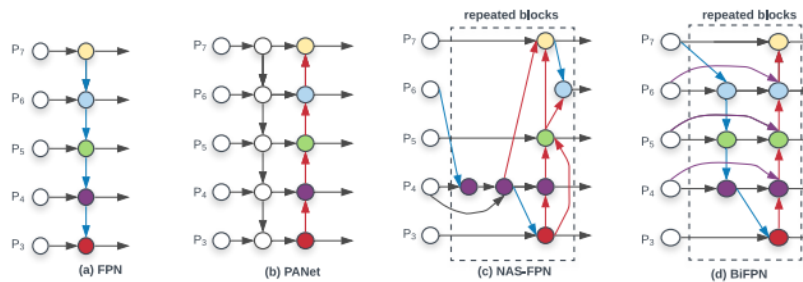 repeated blocks
repeated blocks
P7
P7
P7
P7
P6
P6
P6
P6
P5
P5
P5
P5
P4
P4
P4
P4
P3
P3
P3
P3
(a) FPN
(b) PANet
(c) NAS-FPN
(d) BiFPN